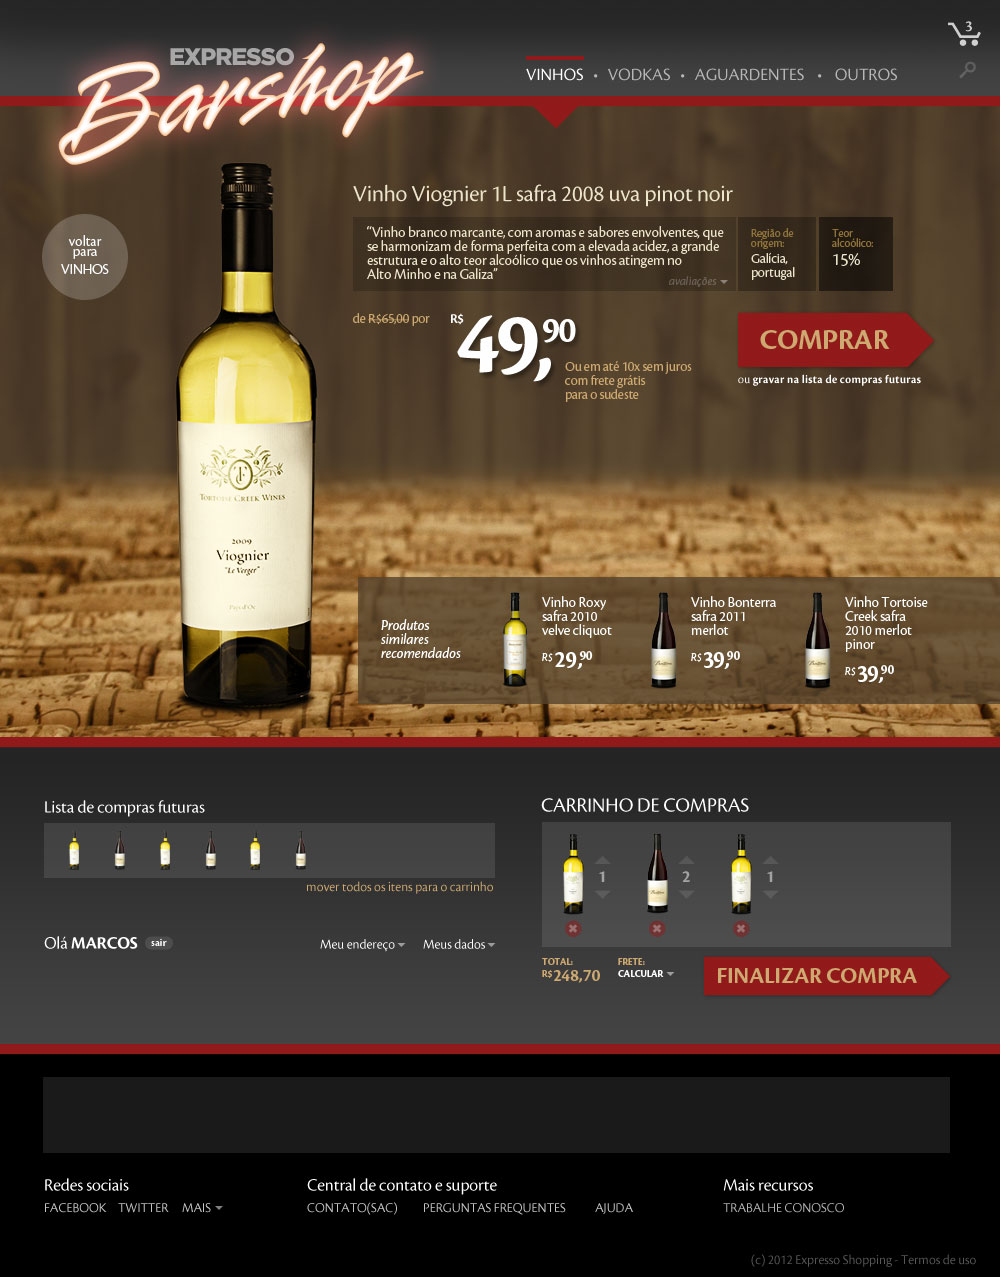 3
EXPRESSO
Barshop
VINHOS • VODKAS • AGUARDENTES • OUTROS
voltar
para
VINHOS
Vinho Viognier 1L safra 2008 uva pinot noir
“Vinho branco marcante, com aromas e sabores envolventes, que
se harmonizam de forma perfeita com a elevada acidez, a grande
estrutura e o alto teor alcoólico que os vinhos atingem no
Alto Minho e na Galiza”
avaliações
Região de
origem:
Galícia,
portugal
Teor
alcoólico:
15%
de R$65,00 por
R$ 49,90
Ou em até 10x sem juros
com frete grátis
para o sudeste
COMPRAR
ou gravar na lista de compras futuras
TORTOISE CREEK WINES
2009
Viognier
"Le Verger"
Pays d'Oc
Produtos
similares
recomendados
Vinho Roxy
safra 2010
velve cliquot
R$ 29,90
Vinho Bonterra
safra 2011
merlot
R$ 39,90
Vinho Tortoise
Creek safra
2010 merlot
pinor
R$ 39,90
Lista de compras futuras
mover todos os itens para o carrinho
Olá MARCOS sair
Meu endereço
Meus dados
CARRINHO DE COMPRAS
1
2
1
TOTAL:
R$ 248,70
FRETE:
CALCULAR
FINALIZAR COMPRA
Redes sociais
FACEBOOK TWITTER MAIS
Central de contato e suporte
CONTATO(SAC) PERGUNTAS FREQUENTES AJUDA
Mais recursos
TRABALHE CONOSCO
(c) 2012 Expresso Shopping - Termos de uso